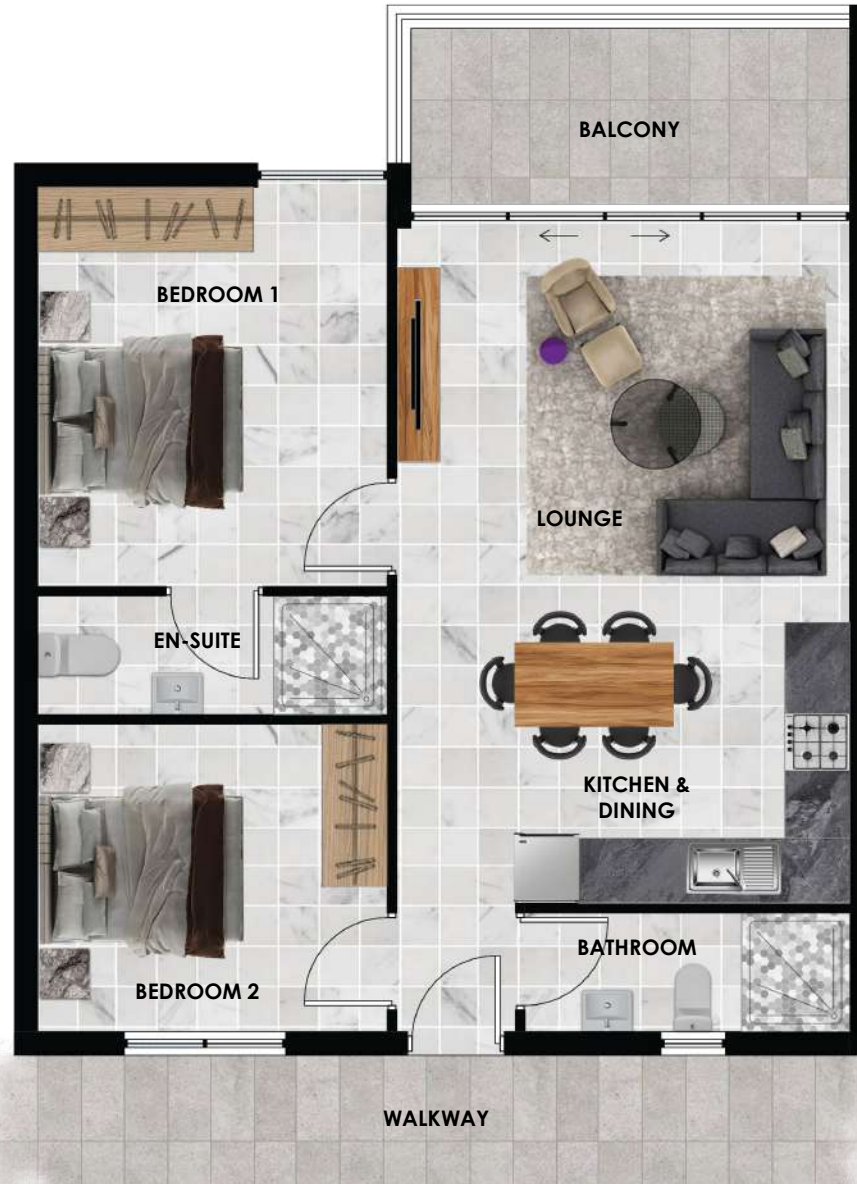 BALCONY
BEDROOM 1
LOUNGE
EN-SUITE
KITCHEN &
DINING
BATHROOM
BEDROOM 2
WALKWAY